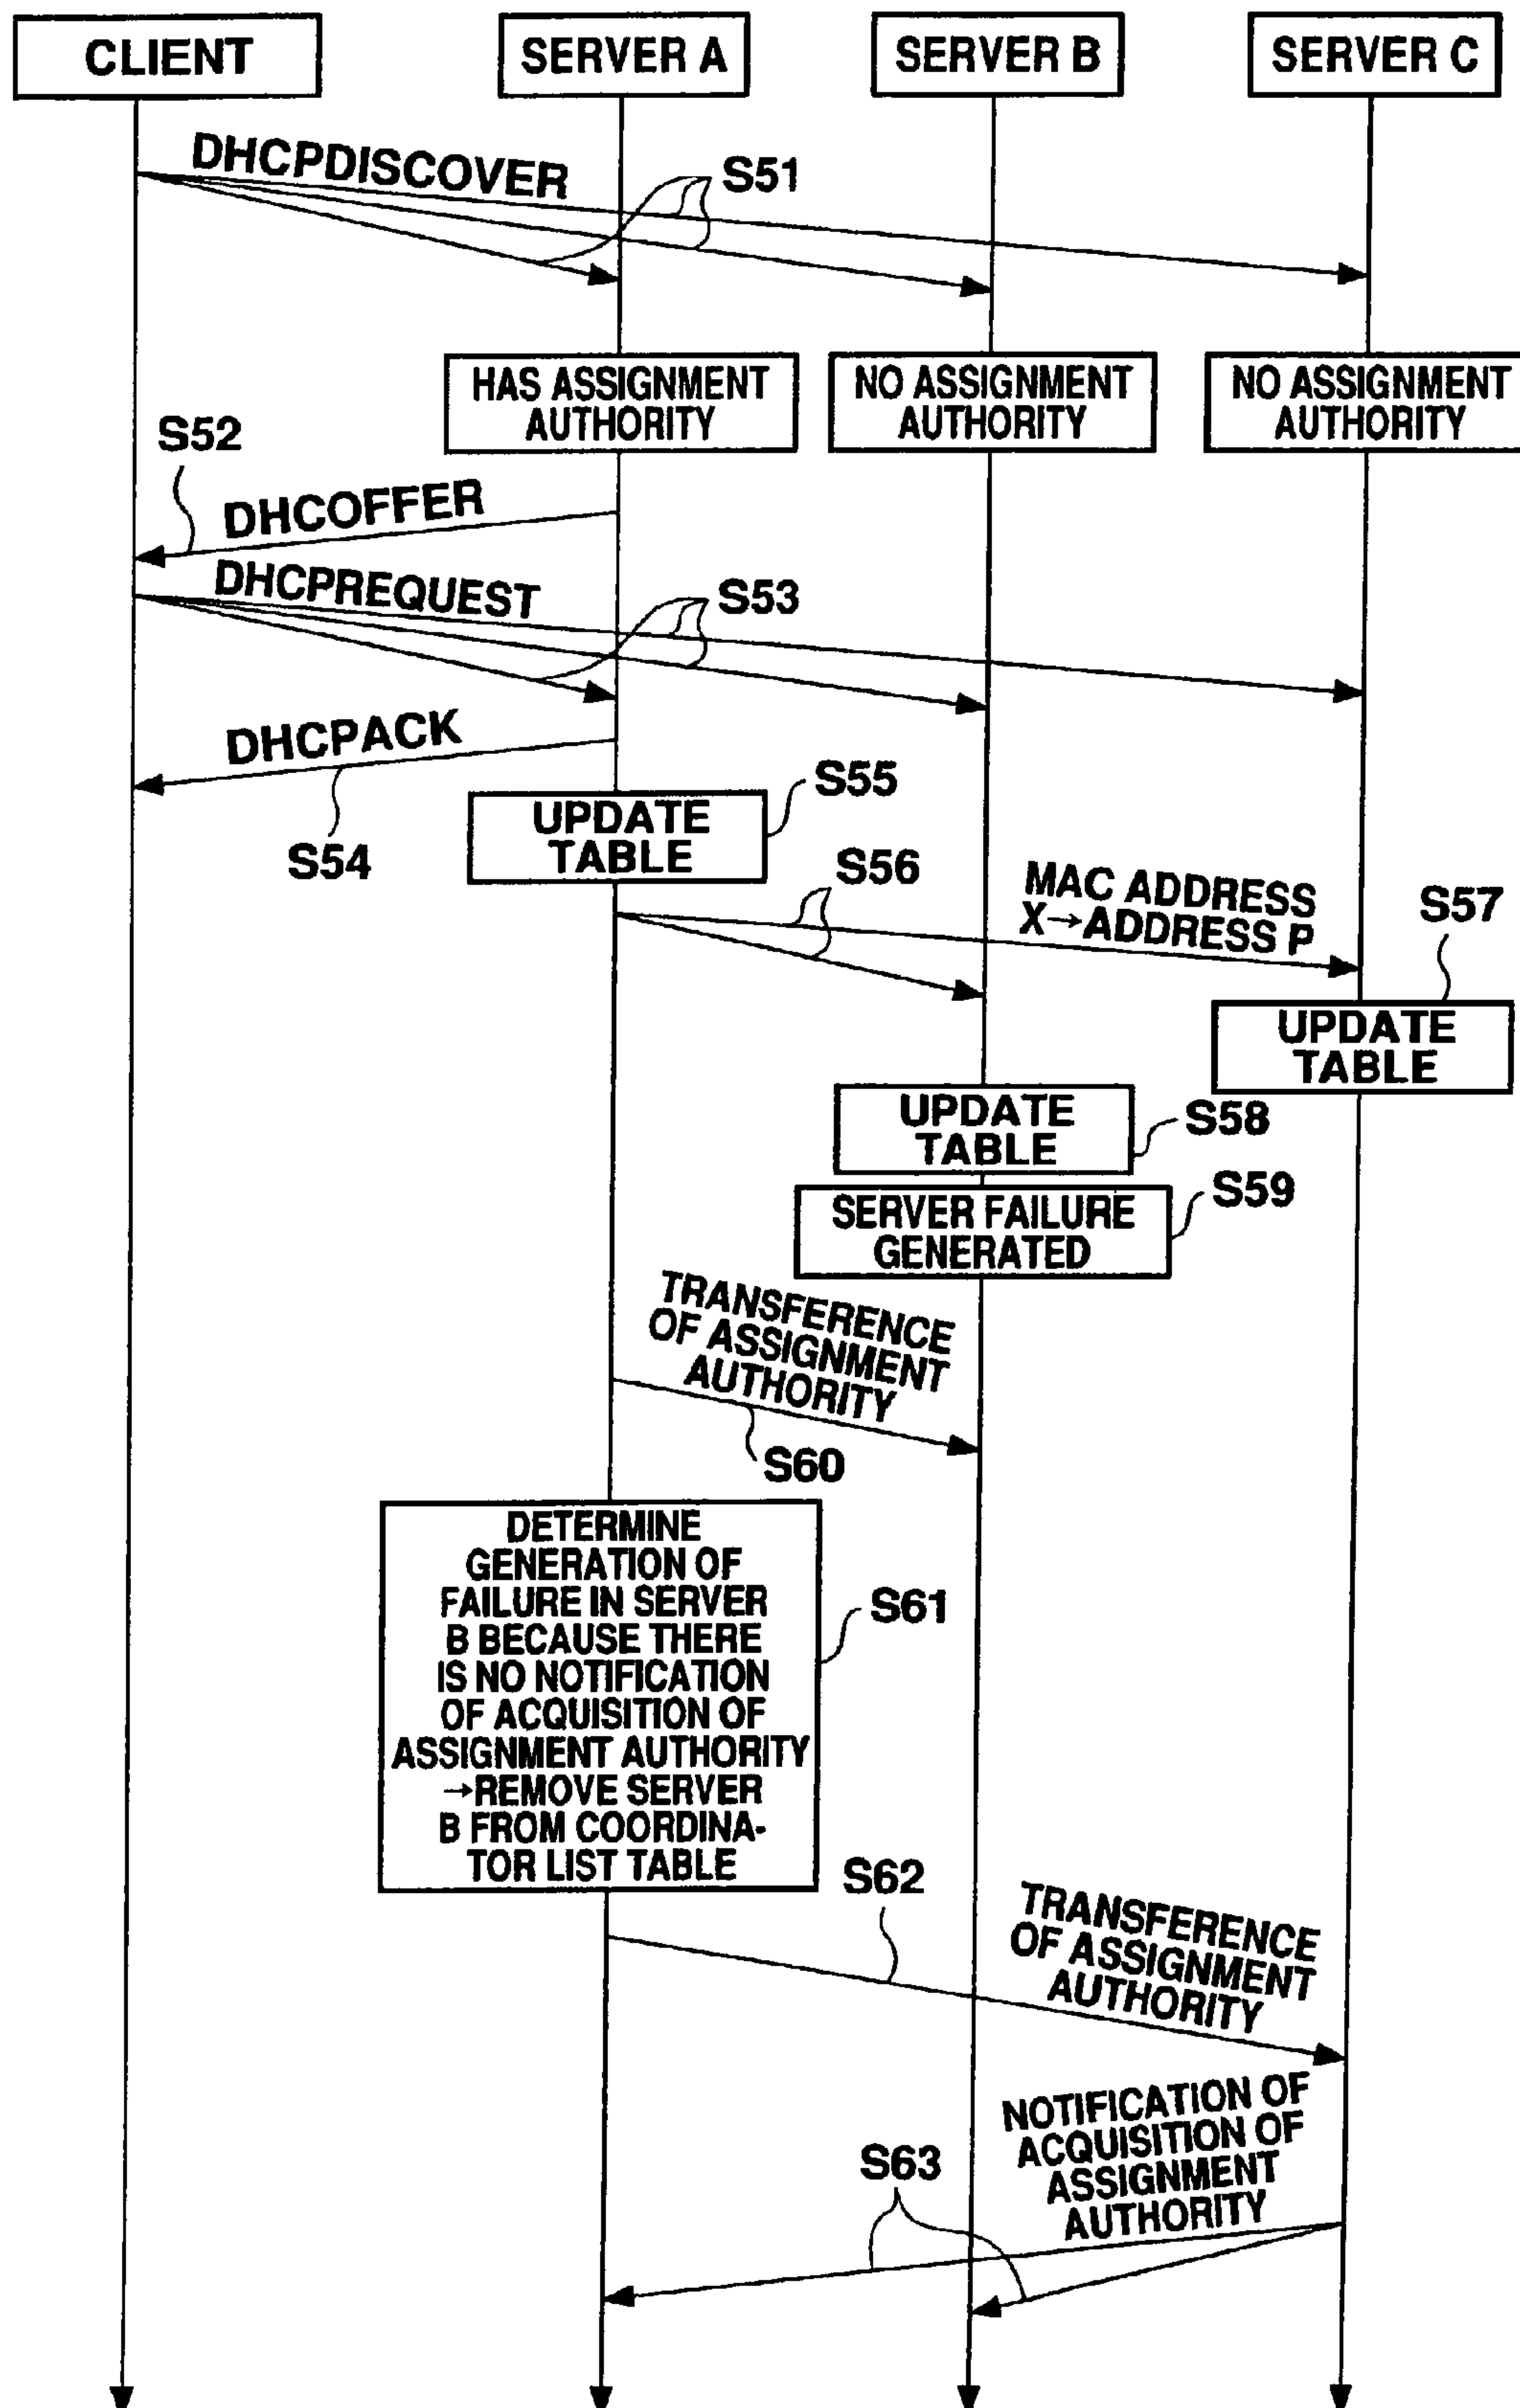 CLIENT
SERVER A
SERVER B
SERVER C
DHCPDISCOVER
S51
HAS ASSIGNMENT
AUTHORITY
NO ASSIGNMENT
AUTHORITY
NO ASSIGNMENT
AUTHORITY
S52
DHCOFFER
DHCPREQUEST
S53
DHCPACK
S54
UPDATE
TABLE
S55
S56
MAC ADDRESS
X→ADDRESS P
S57
UPDATE
TABLE
UPDATE
TABLE
S58
SERVER FAILURE
GENERATED
S59
TRANSFERENCE
OF ASSIGNMENT
AUTHORITY
S60
DETERMINE
GENERATION OF
FAILURE IN SERVER
B BECAUSE THERE
IS NO NOTIFICATION
OF ACQUISITION OF
ASSIGNMENT AUTHORITY
→REMOVE SERVER
B FROM COORDINA-
TOR LIST TABLE
S61
S62
TRANSFERENCE
OF ASSIGNMENT
AUTHORITY
NOTIFICATION OF
ACQUISITION OF
ASSIGNMENT
AUTHORITY
S63